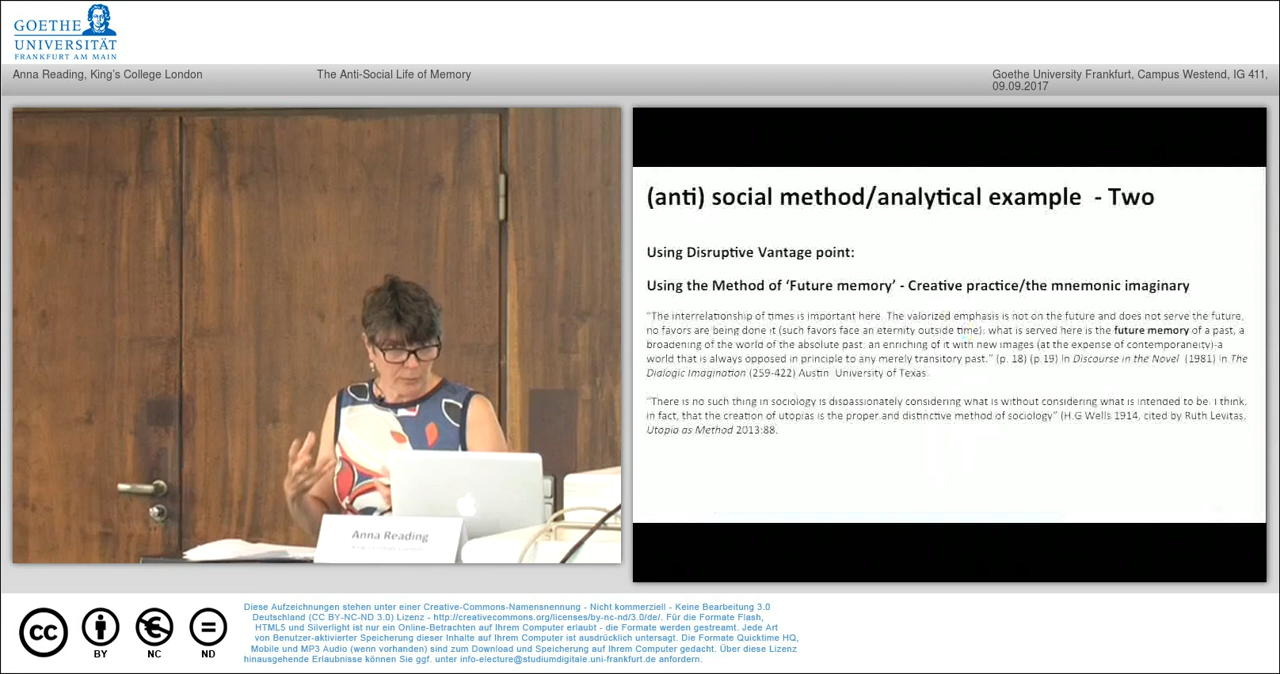 GOETHE
UNIVERSITÄT
FRANKFURT AM MAIN
Anna Reading, King's College London
The Anti-Social Life of Memory
Goethe University Frankfurt, Campus Westend, IG 411,
09.09.2017
(anti) social method/analytical example - Two
Using Disruptive Vantage point:
Using the Method of ‘Future memory’ - Creative practice/the mnemonic imaginary
“The interrelationship of times is important here. The valorized emphasis is not on the future and does not serve the future,
no favors are being done it (such favors face an eternity outside time); what is served here is the future memory of a past, a
broadening of the world of the absolute past, an enriching of it with new images (at the expense of contemporaneity)-a
world that is always opposed in principle to any merely transitory past.” (p. 18) (p.19) In Discourse in the Novel (1981) In The
Dialogic Imagination (259-422) Austin University of Texas.
“There is no such thing in sociology is dispassionately considering what is without considering what is intended to be. I think,
in fact, that the creation of utopias is the proper and distinctive method of sociology” (H.G Wells 1914, cited by Ruth Levitas,
Utopia as Method 2013:88.
Anna Reading
King's College London
cc
BY
NC
ND
Diese Aufzeichnungen stehen unter einer Creative-Commons-Namensnennung - Nicht kommerziell - Keine Bearbeitung 3.0
Deutschland (CC BY-NC-ND 3.0) Lizenz - http://creativecommons.org/licenses/by-nc-nd/3.0/de/. Für die Formate Flash,
HTML5 und Silverlight ist nur ein Online-Betrachten auf Ihrem Computer erlaubt - die Formate werden gestreamt. Jede Art
von Benutzer-aktivierter Speicherung dieser Inhalte auf Ihrem Computer ist ausdrücklich untersagt. Die Formate Quicktime HQ,
Mobile und MP3 Audio (wenn vorhanden) sind zum Download und Speicherung auf Ihrem Computer gedacht. Über diese Lizenz
hinausgehende Erlaubnisse können Sie ggf. unter info-electure@studiumdigitale.uni-frankfurt.de anfordern.